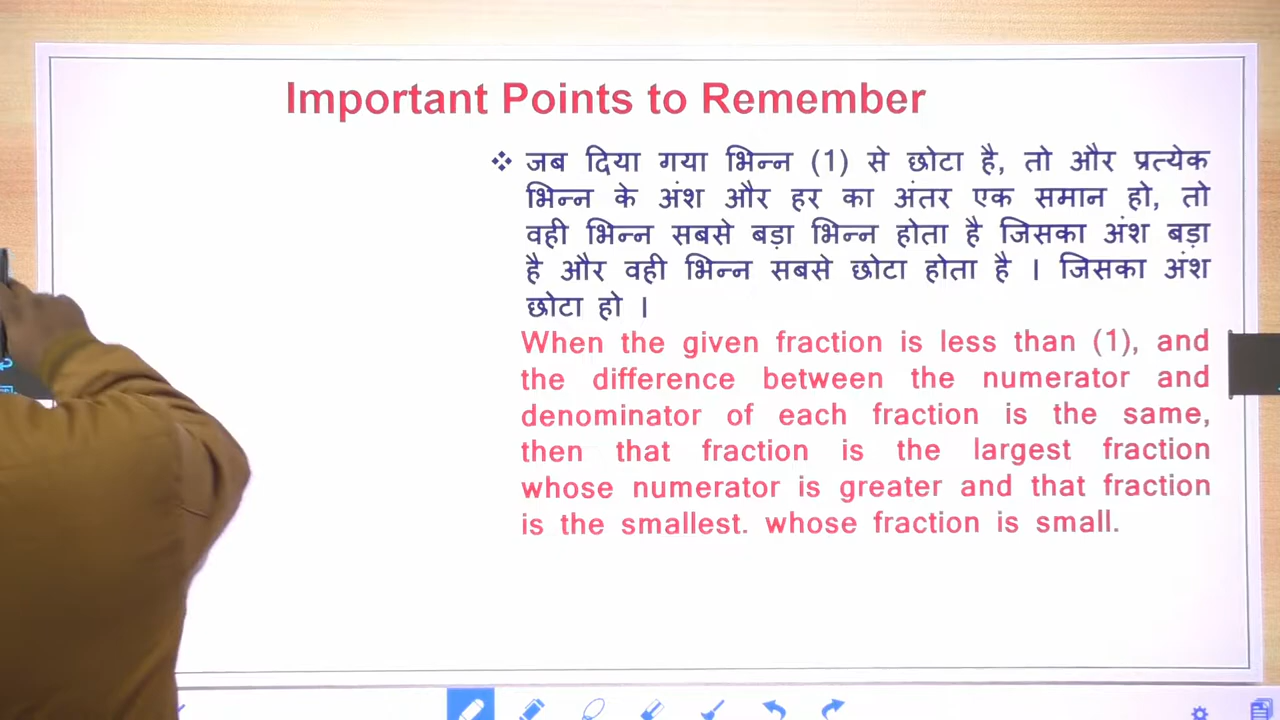 Important Points to Remember
❖ जब दिया गया भिन्न (1) से छोटा है, तो और प्रत्येक
भिन्न के अंश और हर का अंतर एक समान हो, तो
वही भिन्न सबसे बड़ा भिन्न होता है जिसका अंश बड़ा
है और वही भिन्न सबसे छोटा होता है । जिसका अंश
छोटा हो ।
When the given fraction is less than (1), and
the difference between the numerator and
denominator of each fraction is the same,
then that fraction is the largest fraction
whose numerator is greater and that fraction
is the smallest. whose fraction is small.